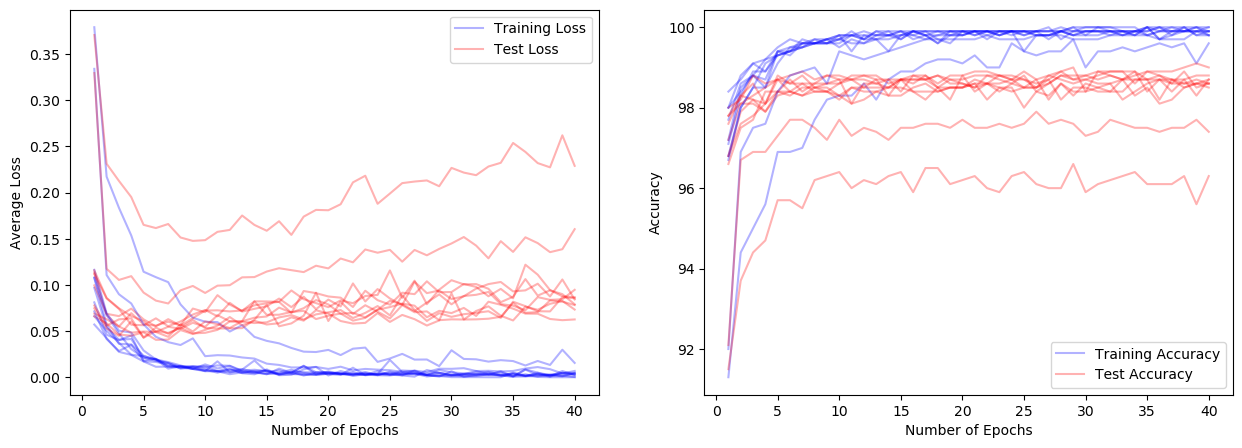 Training Loss
Test Loss
0.35
0.30
0.25
0.20
0.15
0.10
0.05
0.00
Average Loss
0 5 10 15 20 25 30 35 40
Number of Epochs
100
98
96
94
92
Accuracy
Training Accuracy
Test Accuracy
0 5 10 15 20 25 30 35 40
Number of Epochs